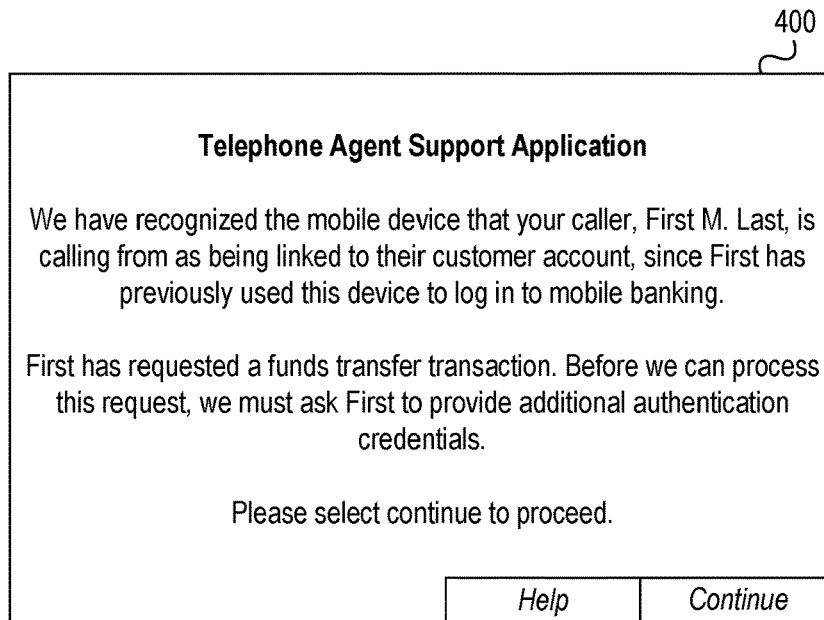 400
Telephone Agent Support Application
We have recognized the mobile device that your caller, First M. Last, is
calling from as being linked to their customer account, since First has
previously used this device to log in to mobile banking.
First has requested a funds transfer transaction. Before we can process
this request, we must ask First to provide additional authentication
credentials.
Please select continue to proceed.
Help Continue